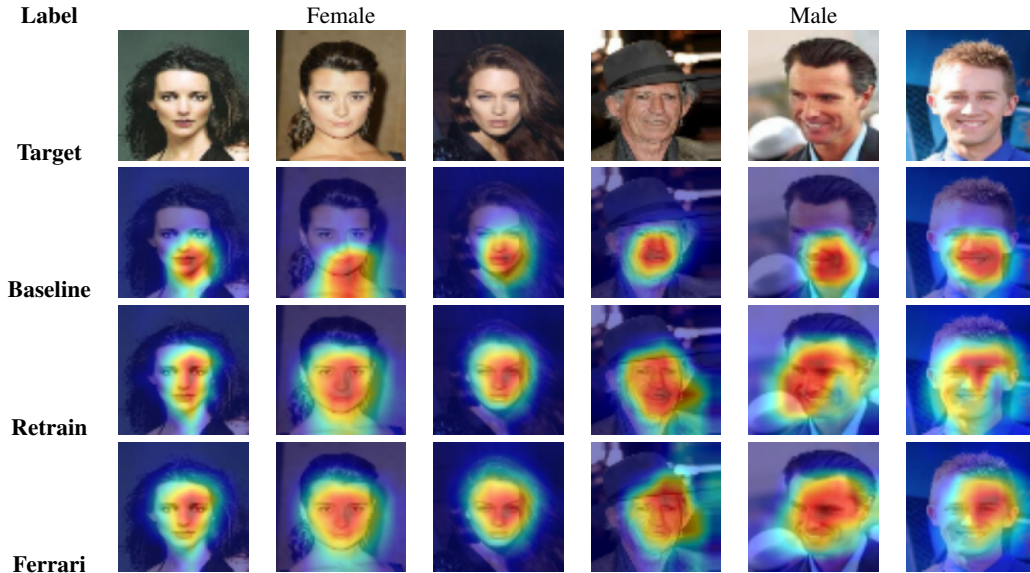 Label Female Male
Target
Baseline
Retrain
Ferrari